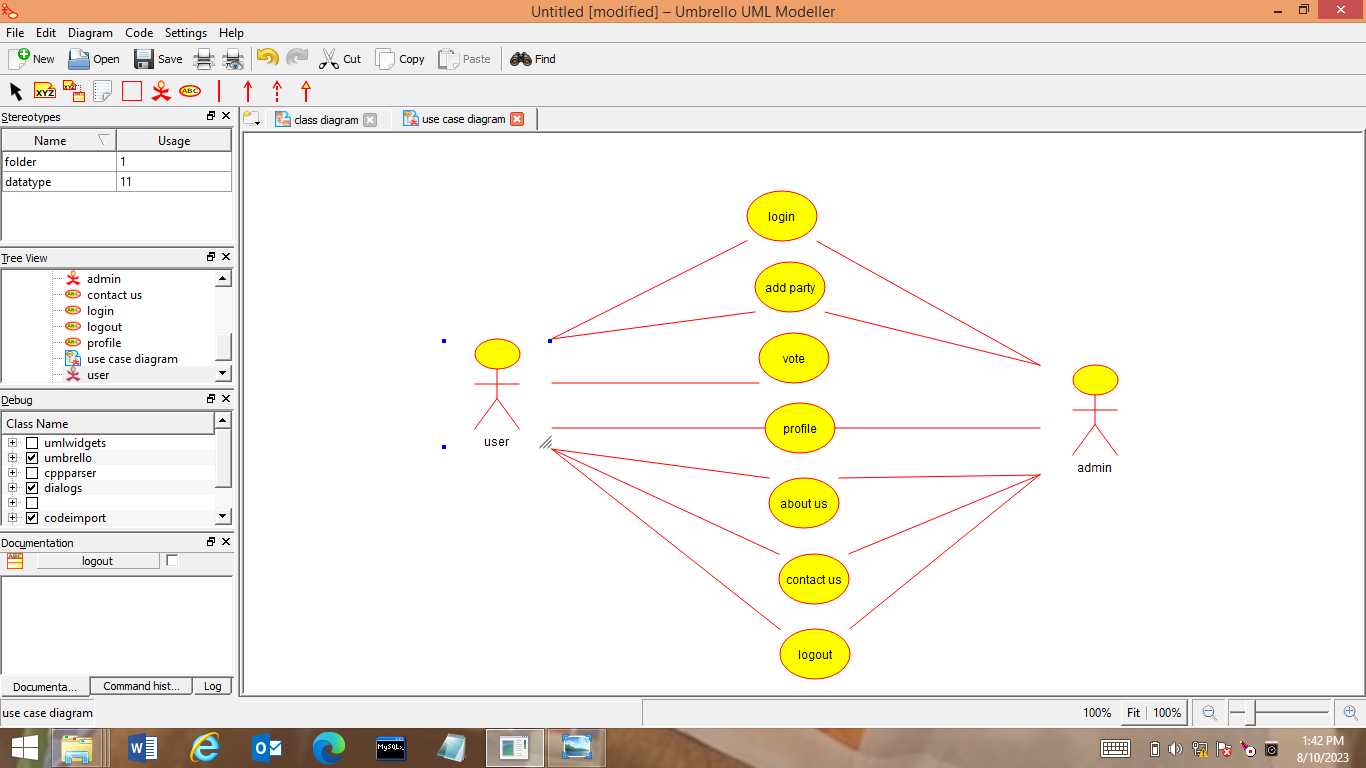 Untitled [modified] – Umbrello UML Modeller
File Edit Diagram Code Settings Help
New Open Save Cut Copy Paste Find
XYZ XYZ ABC
Stereotypes
class diagram use case diagram
Name Usage
folder 1
datatype 11
Tree View
admin
contact us
login
logout
profile
use case diagram
user
Debug
Class Name
umlwidgets
umbrello
cppparser
dialogs
codeimport
Documentation
logout
Documenta... Command hist... Log
login
add party
vote
profile
about us
contact us
logout
user
admin
use case diagram
100% Fit 100%
MySQL
1:42 PM
8/10/2023